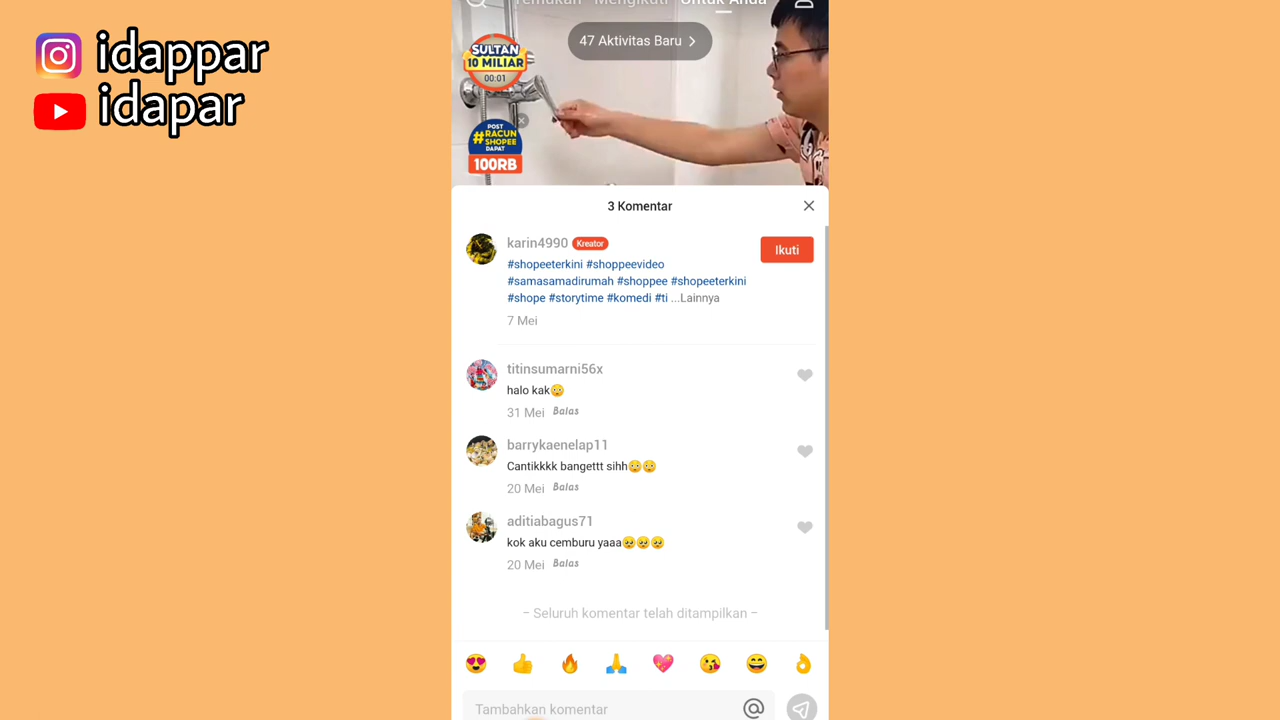 idappar
idapar
Temukan Mengikuti Untuk Anda
47 Aktivitas Baru
SULTAN
10 MILIAR
00:01
POST
#RACUN
SHOPEE
DAPAT
100RB
3 Komentar
karin4990 Kreator
Ikuti
#shopeeterkini #shoppeevideo
#samasamadirumah #shoppee #shopeeterkini
#shope #storytime #komedi #ti ...Lainnya
7 Mei
titinsumarni56x
halo kak😳
31 Mei Balas
barrykaenelap11
Cantikkkk bangettt sihh😳😳
20 Mei Balas
aditiabagus71
kok aku cemburu yaaa🥺🥺🥺
20 Mei Balas
– Seluruh komentar telah ditampilkan –
😍 👍 🔥 🙏 💖 😘 😄 👌
Tambahkan komentar @